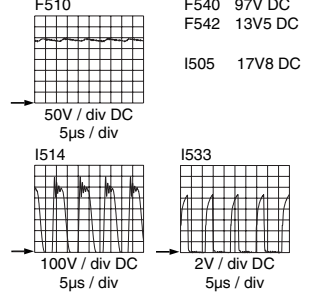 F510
F540 97V DC
F542 13V5 DC
I505 17V8 DC
50V / div DC
5µs / div
I514
I533
100V / div DC
5µs / div
2V / div DC
5µs / div